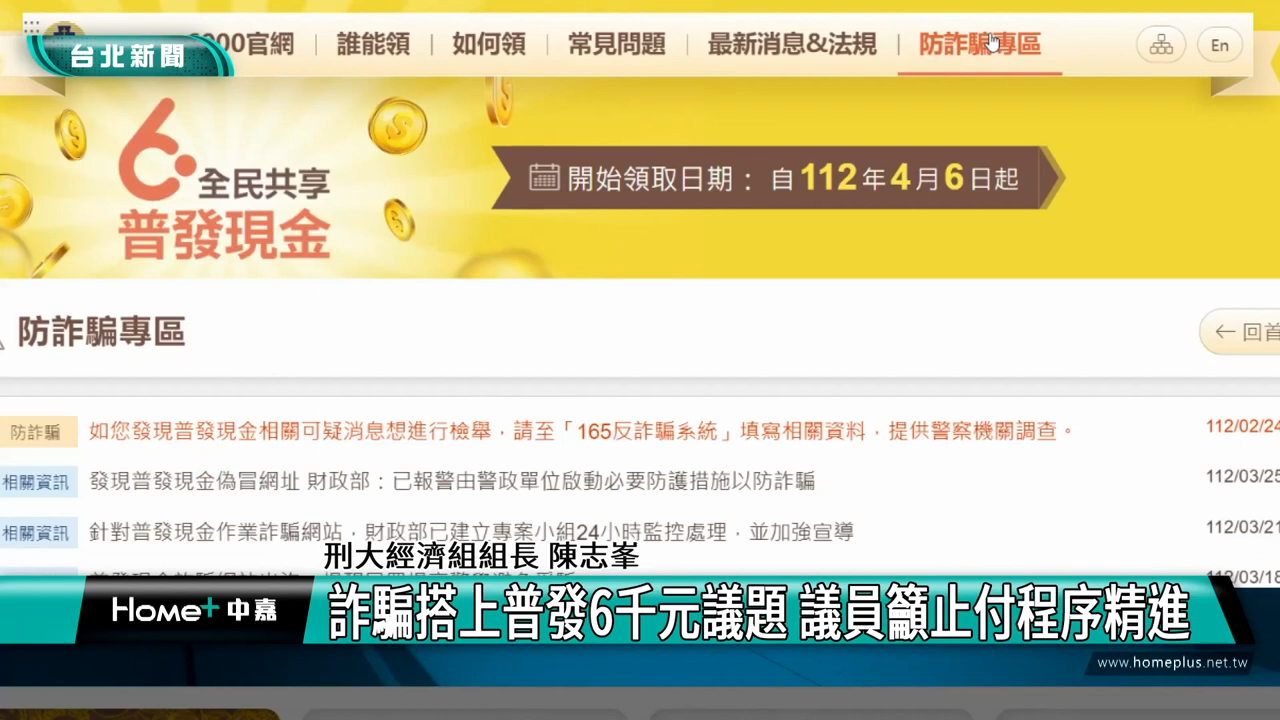 台北新聞
000官網
誰能領
如何領
常見問題
最新消息&法規
防詐騙專區
En
6
全民共享
普發現金
開始領取日期：自112年4月6日起
防詐騙專區
← 回首
防詐騙 如您發現普發現金相關可疑消息想進行檢舉，請至「165反詐騙系統」填寫相關資料，提供警察機關調查。 112/02/24
相關資訊 發現普發現金偽冒網址 財政部：已報警由警政單位啟動必要防護措施以防詐騙 112/03/25
相關資訊 針對普發現金作業詐騙網站，財政部已建立專案小組24小時監控處理，並加強宣導 112/03/21
112/03/18
刑大經濟組組長 陳志峯
Home+ 中嘉
詐騙搭上普發6千元議題 議員籲止付程序精進
www.homeplus.net.tw